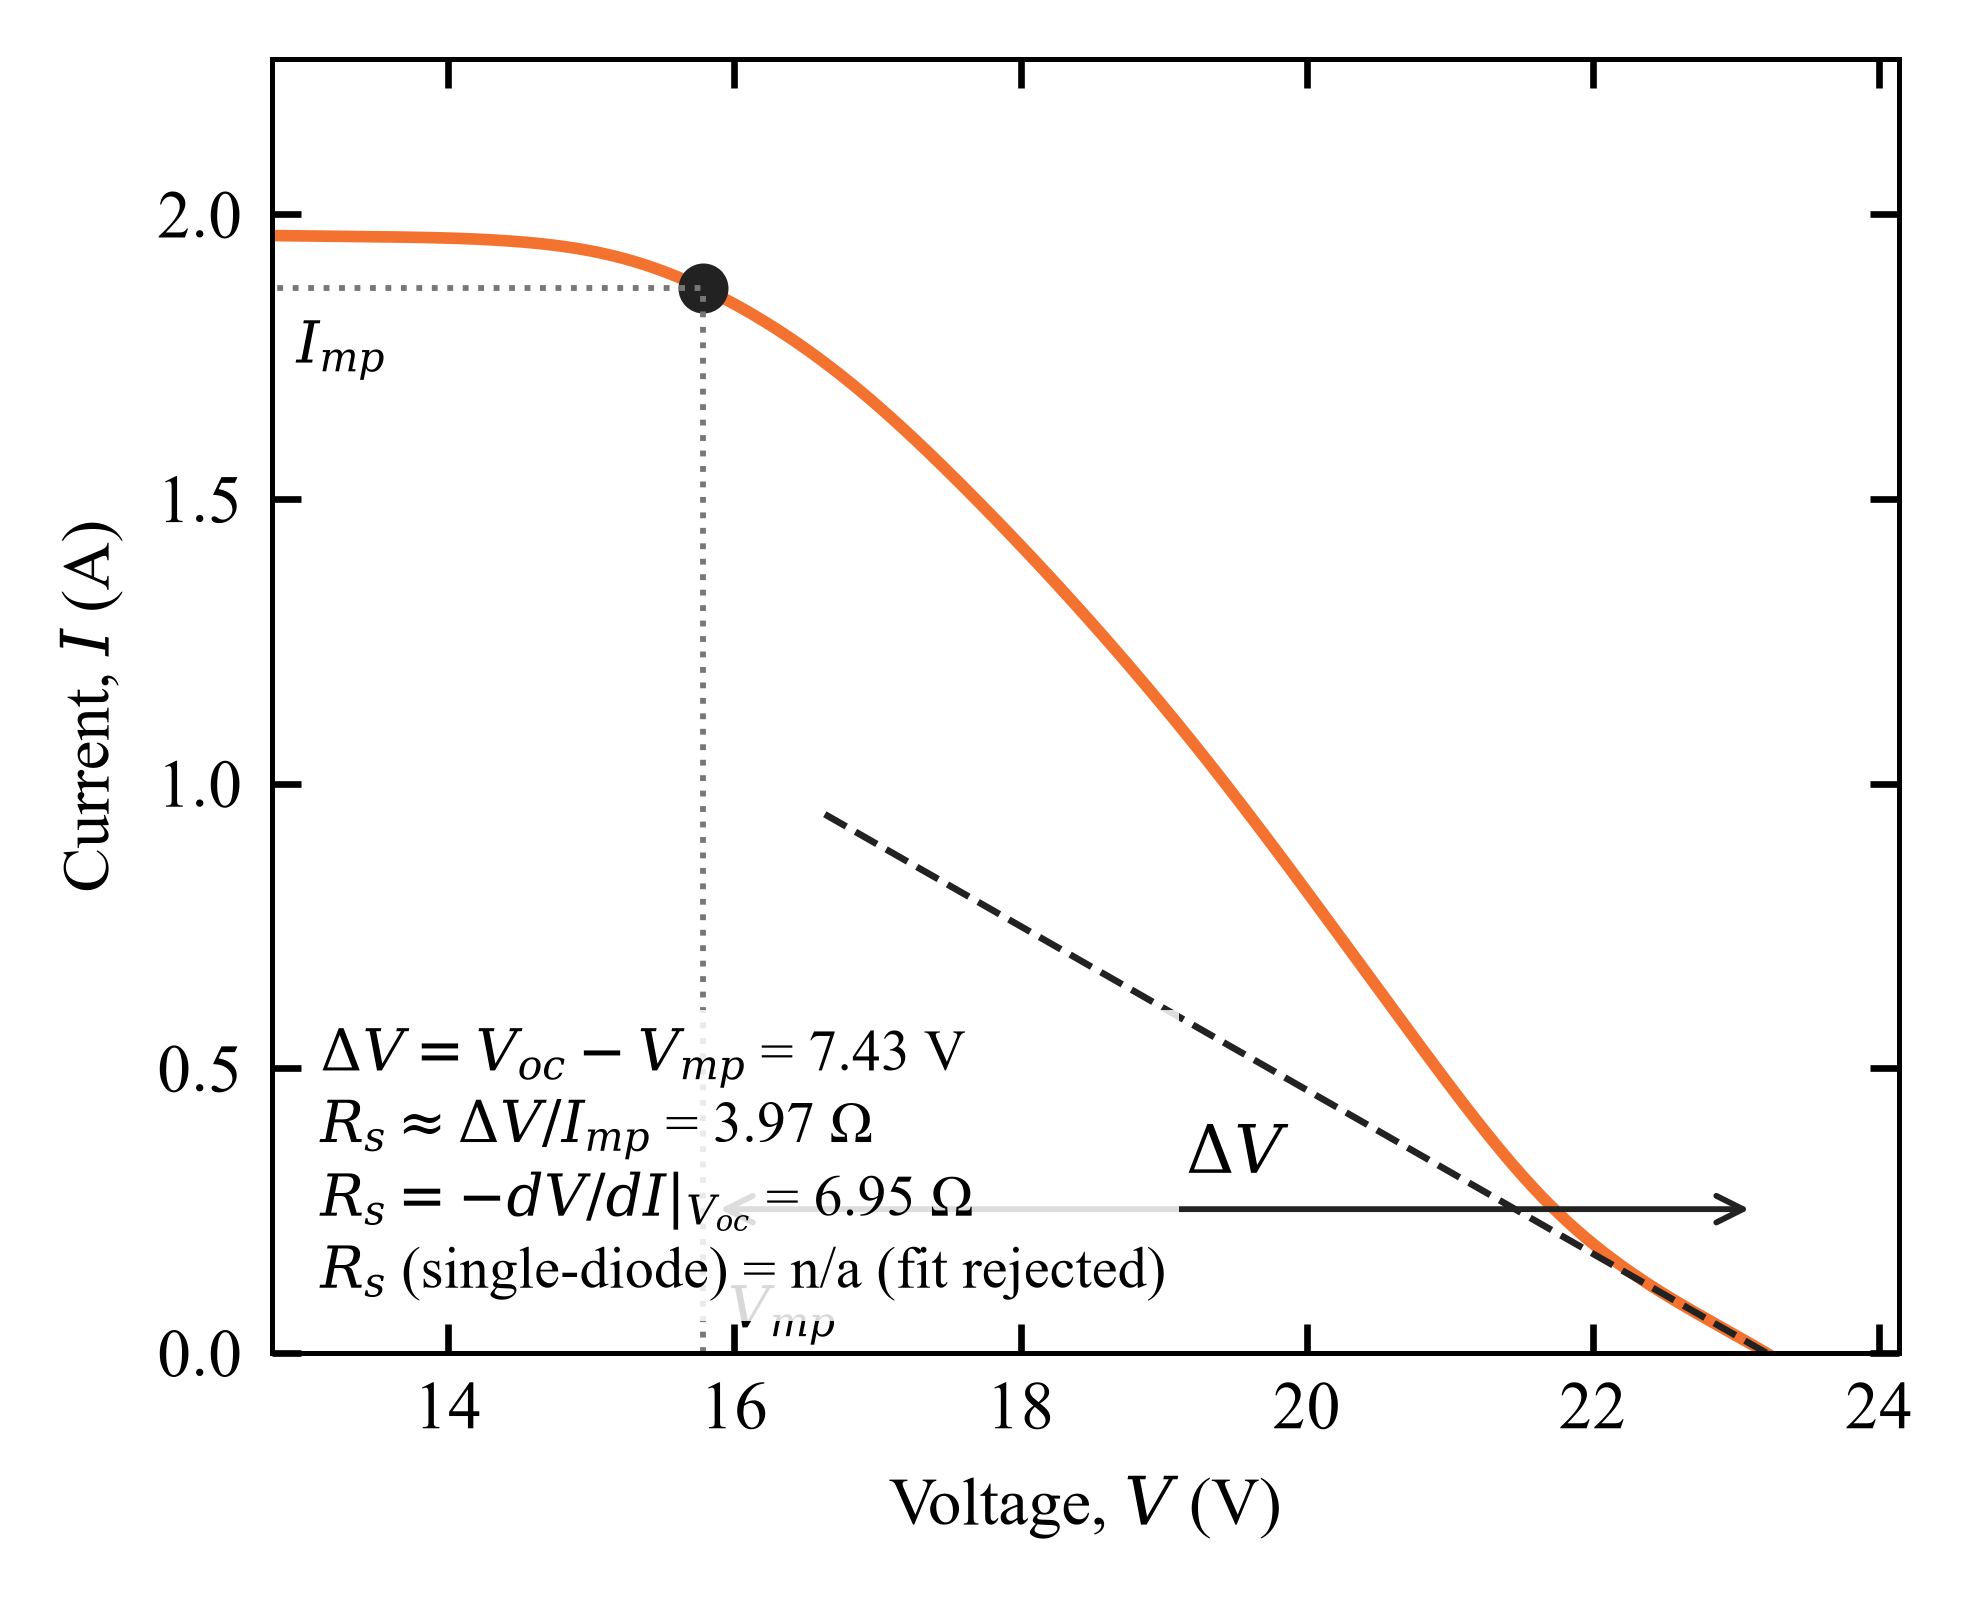 2.0
1.5
1.0
0.5
0.0
Current, I (A)
I_mp
ΔV = V_oc − V_mp = 7.43 V
R_s ≈ ΔV/I_mp = 3.97 Ω
R_s = −dV/dI|_V_oc = 6.95 Ω
R_s (single-diode) = n/a (fit rejected)
ΔV
V_mp
14 16 18 20 22 24
Voltage, V (V)